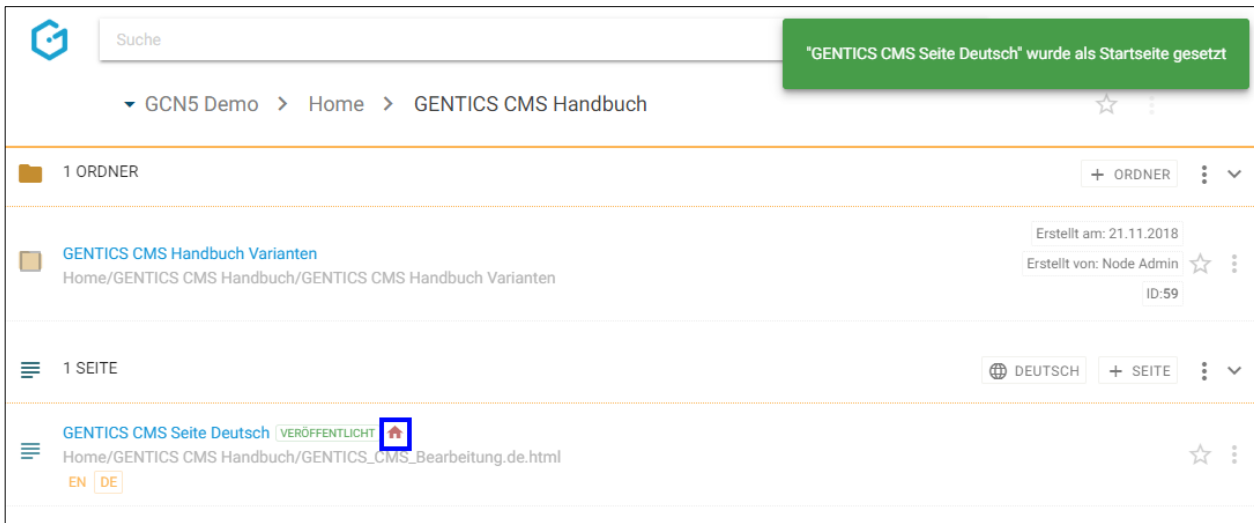 Suche
"GENTICS CMS Seite Deutsch" wurde als Startseite gesetzt
GCN5 Demo > Home > GENTICS CMS Handbuch
1 ORDNER
+ ORDNER
GENTICS CMS Handbuch Varianten
Home/GENTICS CMS Handbuch/GENTICS CMS Handbuch Varianten
Erstellt am: 21.11.2018
Erstellt von: Node Admin
ID:59
1 SEITE
DEUTSCH
+ SEITE
GENTICS CMS Seite Deutsch VERÖFFENTLICHT
Home/GENTICS CMS Handbuch/GENTICS_CMS_Bearbeitung.de.html
EN DE